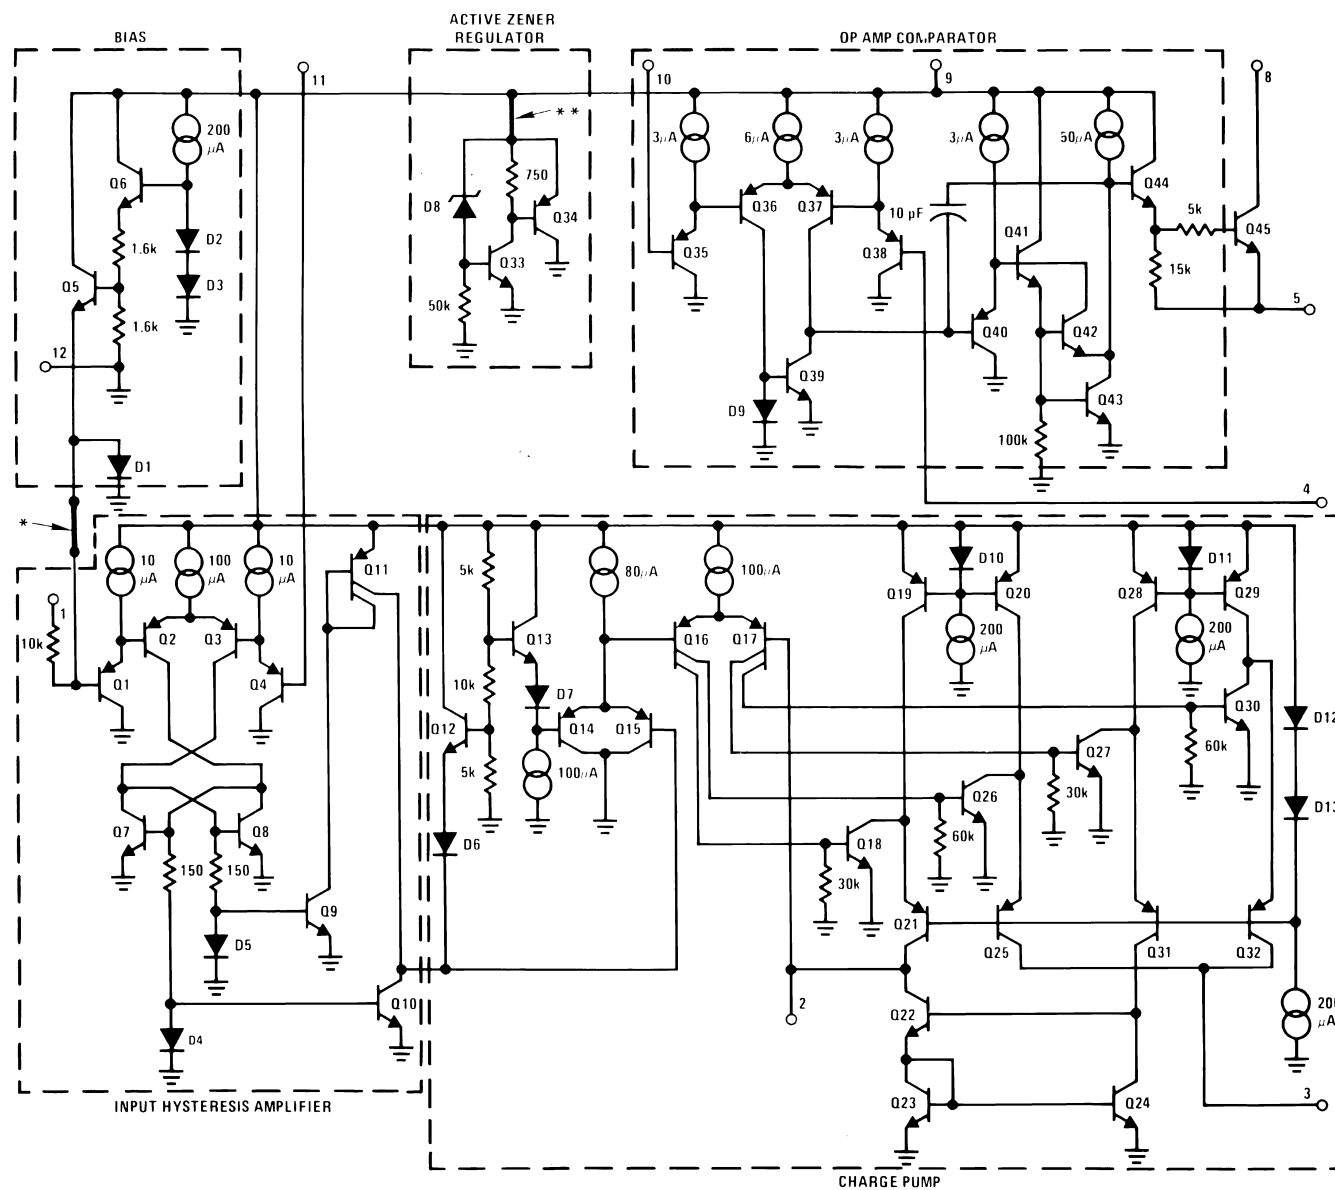 BIAS
ACTIVE ZENER
REGULATOR
OP AMP COMPARATOR
11
10
9
8
200
μA
* *
3μA
6μA
3μA
3μA
50μA
Q6
D8
750
Q34
Q36
Q37
10 pF
Q44
5k
Q45
D2
1.6k
Q5
D3
Q33
Q35
Q38
Q41
15k
50k
1.6k
5
12
Q40
Q42
Q39
D9
Q43
D1
100k
4
*
10
μA
100
μA
10
μA
Q11
5k
80μA
100μA
D10
D11
Q19
Q20
Q28
Q29
1
10k
Q2
Q3
Q13
Q16
Q17
200
μA
200
μA
Q1
Q4
10k
D7
Q30
D12
Q12
Q14
Q15
Q27
60k
5k
100μA
Q26
30k
D13
Q7
Q8
D6
Q18
60k
150
150
30k
Q9
Q21
D5
Q25
Q31
Q32
Q10
2
Q22
200
μA
D4
3
INPUT HYSTERESIS AMPLIFIER
Q23
Q24
CHARGE PUMP